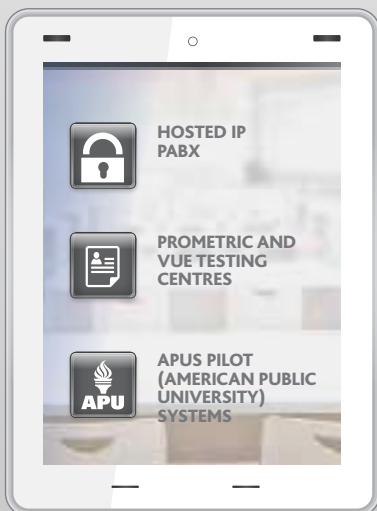 HOSTED IP
PABX
PROMETRIC AND
VUE TESTING
CENTRES
APU
APUS PILOT
(AMERICAN PUBLIC
UNIVERSITY)
SYSTEMS